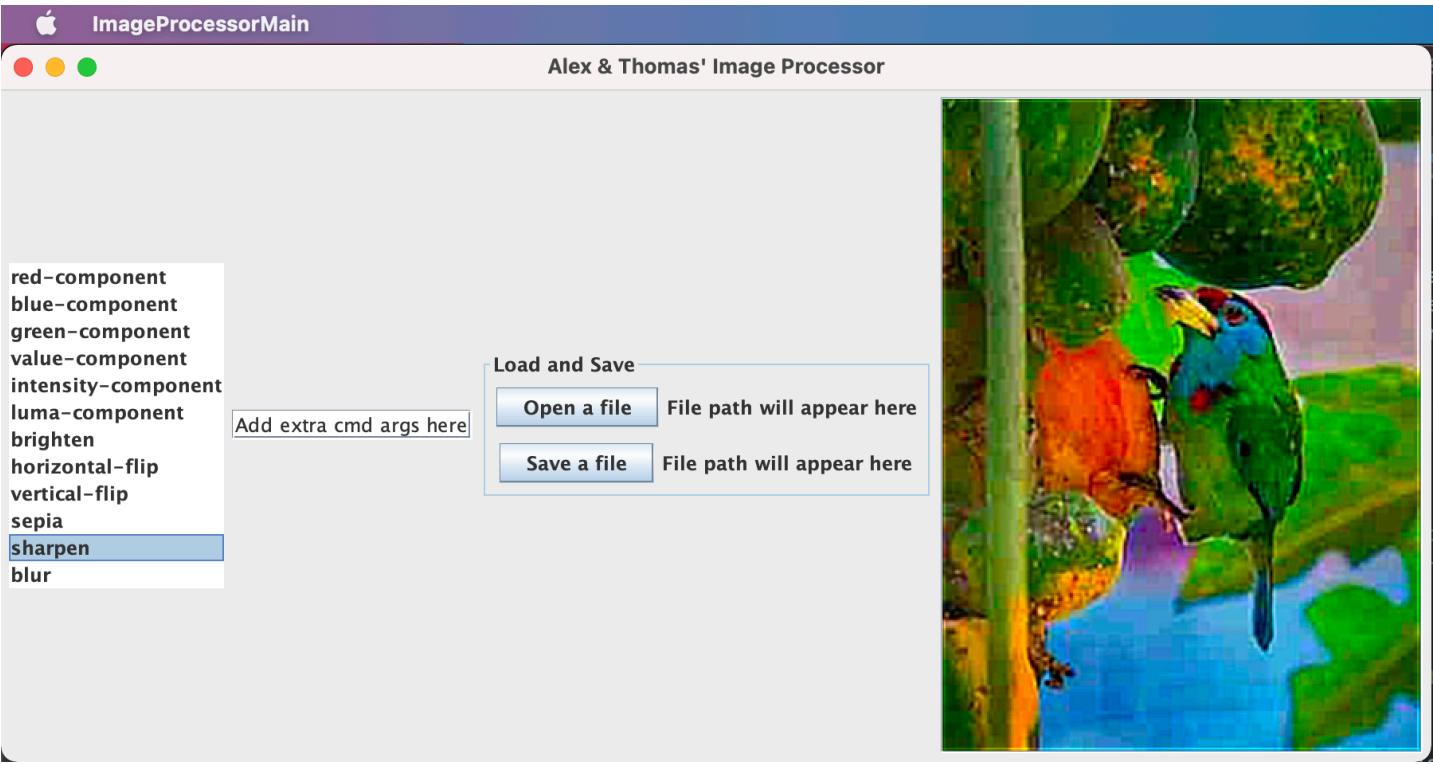 ImageProcessorMain
Alex & Thomas' Image Processor
red-component
blue-component
green-component
value-component
intensity-component
luma-component
brighten
horizontal-flip
vertical-flip
sepia
sharpen
blur
Add extra cmd args here
Load and Save
Open a file File path will appear here
Save a file File path will appear here